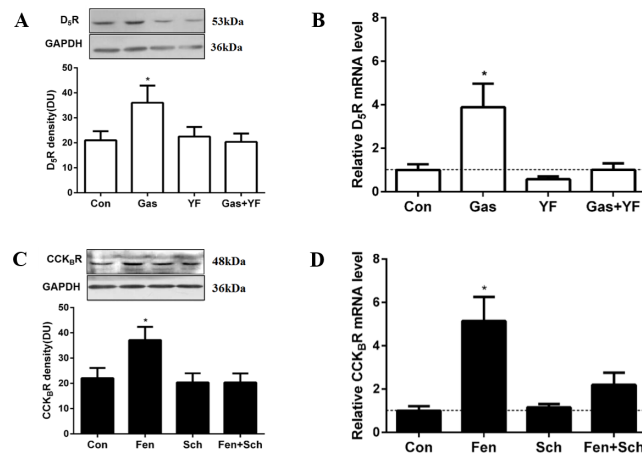 A
D5R
53kDa
GAPDH
36kDa
D5R density(DU)
50
40
30
20
10
0
*
Con Gas YF Gas+YF
B
Relative D5R mRNA level
8
6
4
2
0
*
Con Gas YF Gas+YF
C
CCKBR
48kDa
GAPDH
36kDa
CCKBR density(DU)
50
40
30
20
10
0
*
Con Fen Sch Fen+Sch
D
Relative CCKBR mRNA level
8
6
4
2
0
*
Con Fen Sch Fen+Sch